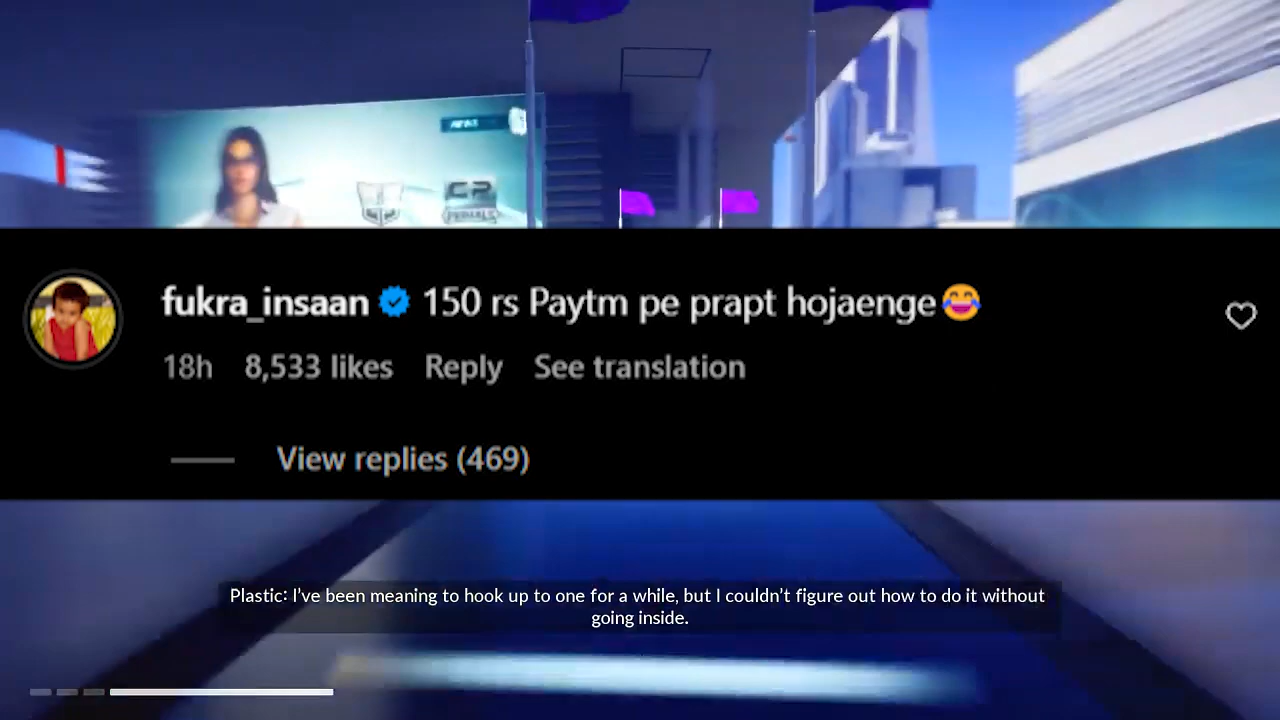 fukra_insaan 150 rs Paytm pe prapt hojaenge😂
18h 8,533 likes Reply See translation
View replies (469)
Plastic: I've been meaning to hook up to one for a while, but I couldn't figure out how to do it without
going inside.